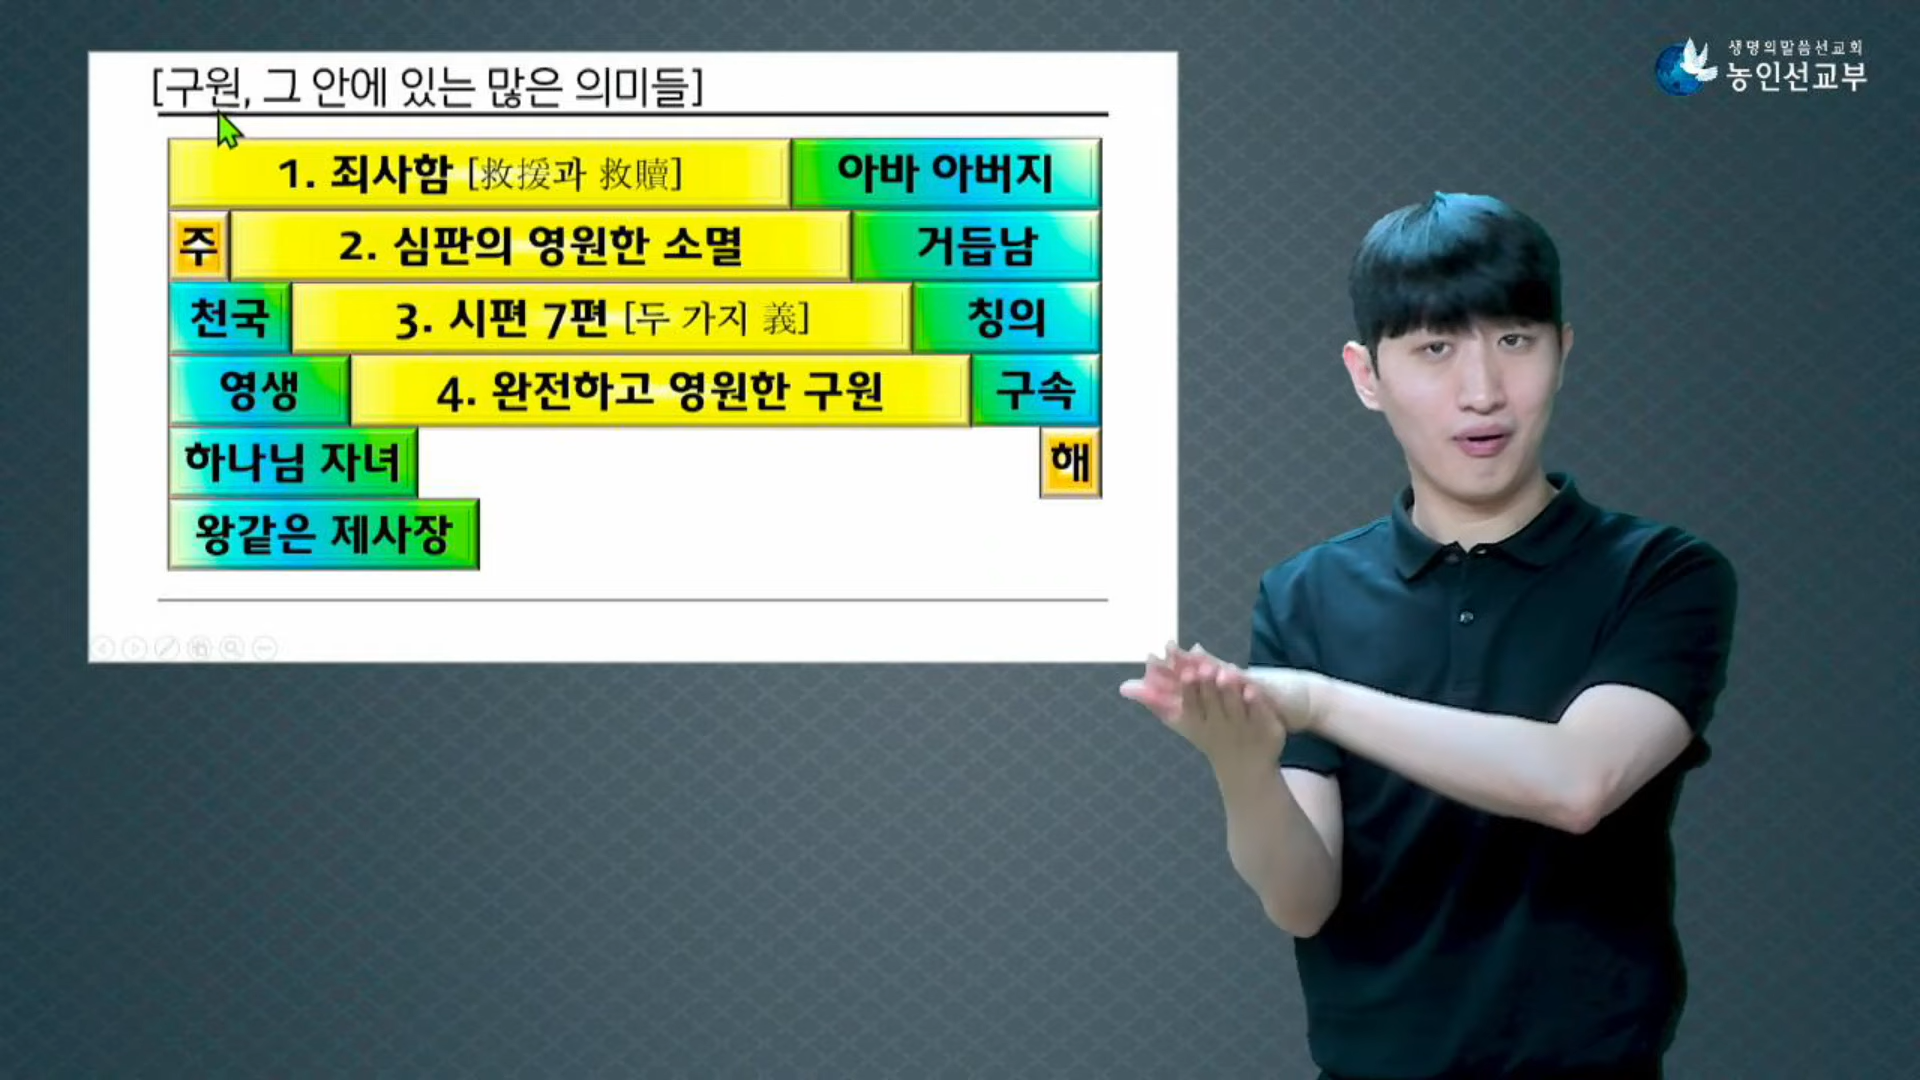 [구원, 그 안에 있는 많은 의미들]
1. 죄사함 [救援과 救贖] 아바 아버지
주 2. 심판의 영원한 소멸 거듭남
천국 3. 시편 7편 [두 가지 義] 칭의
영생 4. 완전하고 영원한 구원 구속
하나님 자녀 해
왕같은 제사장
생명의말씀선교회
농인선교부